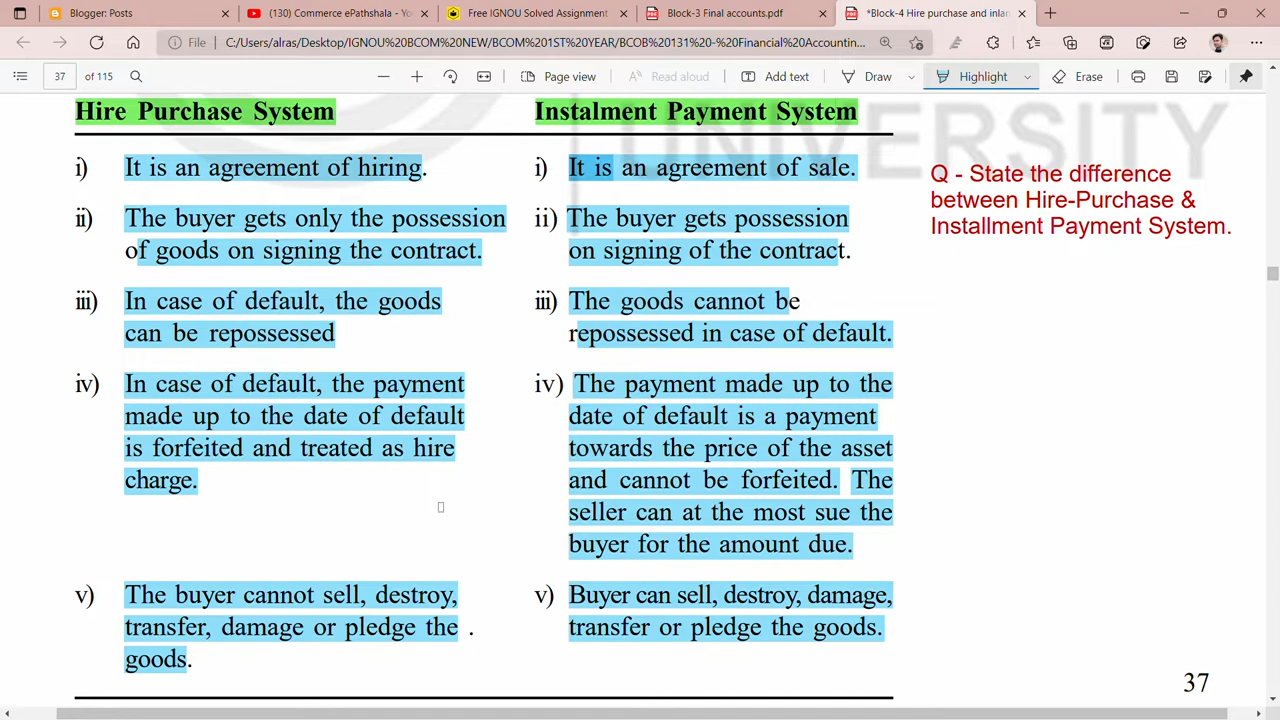 Blogger: Posts
(130) Commerce ePathshala - Yo
Free IGNOU Solved Assignment
Block-3 Final accounts.pdf
*Block-4 Hire purchase and inlan
File C:/Users/alras/Desktop/IGNOU%20BCOM%20NEW/BCOM%201ST%20YEAR/BCOB%20131%20-%20Financial%20Accountin...
37 of 115
Page view
Read aloud
Add text
Draw
Highlight
Erase
UNIVERSITY
Hire Purchase System
i) It is an agreement of hiring.
ii) The buyer gets only the possession
of goods on signing the contract.
iii) In case of default, the goods
can be repossessed
iv) In case of default, the payment
made up to the date of default
is forfeited and treated as hire
charge.
v) The buyer cannot sell, destroy,
transfer, damage or pledge the .
goods.
Instalment Payment System
i) It is an agreement of sale.
ii) The buyer gets possession
on signing of the contract.
iii) The goods cannot be
repossessed in case of default.
iv) The payment made up to the
date of default is a payment
towards the price of the asset
and cannot be forfeited. The
seller can at the most sue the
buyer for the amount due.
v) Buyer can sell, destroy, damage,
transfer or pledge the goods.
Q - State the difference
between Hire-Purchase &
Installment Payment System.
37